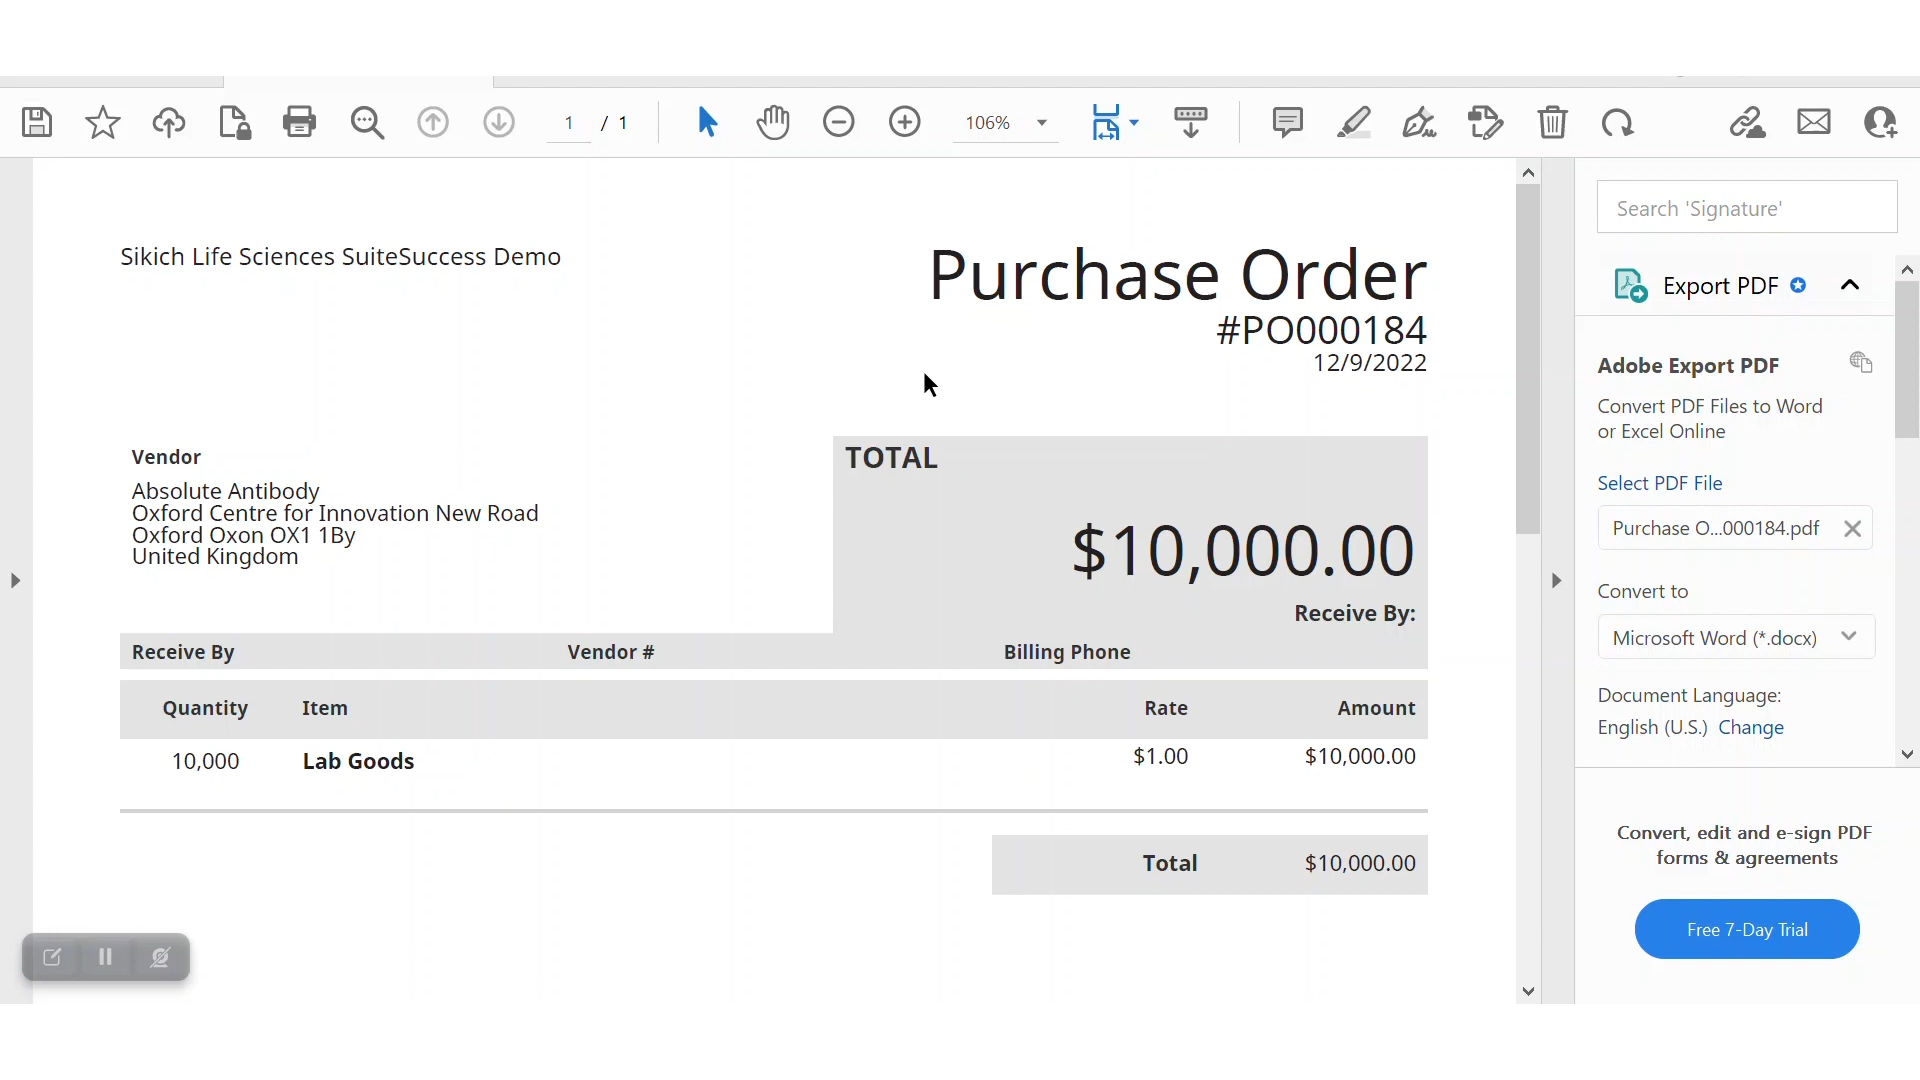 1 / 1
106%
Sikich Life Sciences SuiteSuccess Demo
Purchase Order
#PO000184
12/9/2022
Vendor
Absolute Antibody
Oxford Centre for Innovation New Road
Oxford Oxon OX1 1By
United Kingdom
TOTAL
$10,000.00
Receive By:
Receive By Vendor # Billing Phone
Quantity Item Rate Amount
10,000 Lab Goods $1.00 $10,000.00
Total $10,000.00
Search 'Signature'
Export PDF
Adobe Export PDF
Convert PDF Files to Word
or Excel Online
Select PDF File
Purchase O...000184.pdf
Convert to
Microsoft Word (*.docx)
Document Language:
English (U.S.) Change
Convert, edit and e-sign PDF
forms & agreements
Free 7-Day Trial